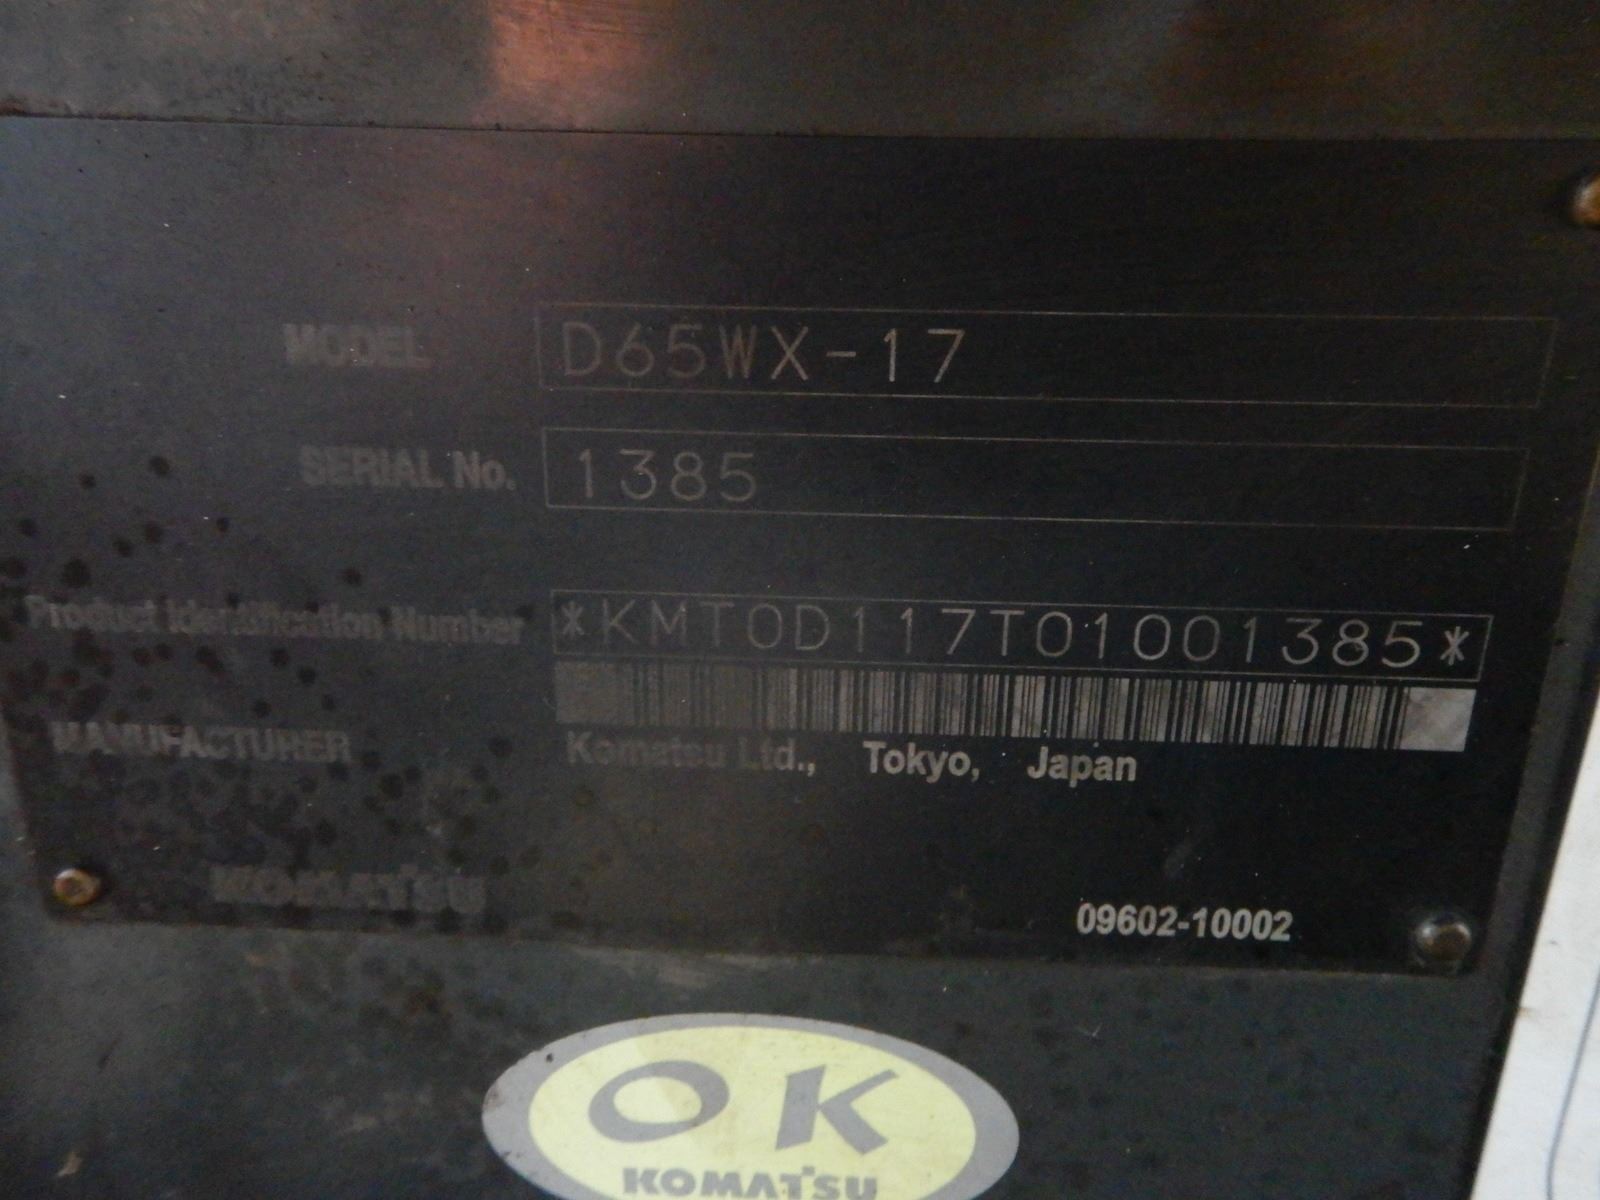 MODEL D65WX-17
SERIAL No. 1385
Product Identification Number *KMT0D117T01001385*
MANUFACTURER Komatsu Ltd., Tokyo, Japan
KOMATSU
09602-10002
OK
KOMATSU